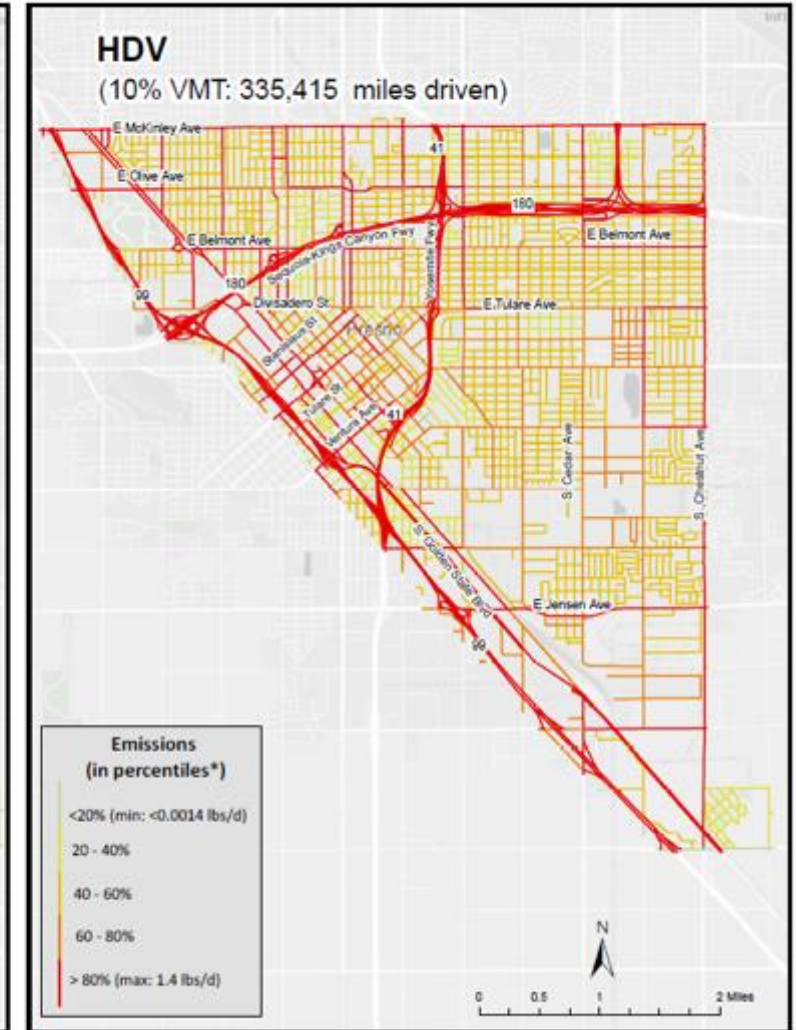 HDV
(10% VMT: 335,415 miles driven)
E McKinley Ave
41
E Olive Ave
180
E Belmont Ave
E Belmont Ave
Sequoia-Kings Canyon Fwy
Yosemite Fwy
180
99
Divisadero St
E Tulare Ave
Stanislaus St
Fresno
Tulare St
Ventura Ave
41
S Cedar Ave
S Chestnut Ave
S Golden State Blvd
E Jensen Ave
99
Emissions
(in percentiles*)
<20% (min: <0.0014 lbs/d)
20 - 40%
40 - 60%
60 - 80%
> 80% (max: 1.4 lbs/d)
N
0 0.5 1 2 Miles